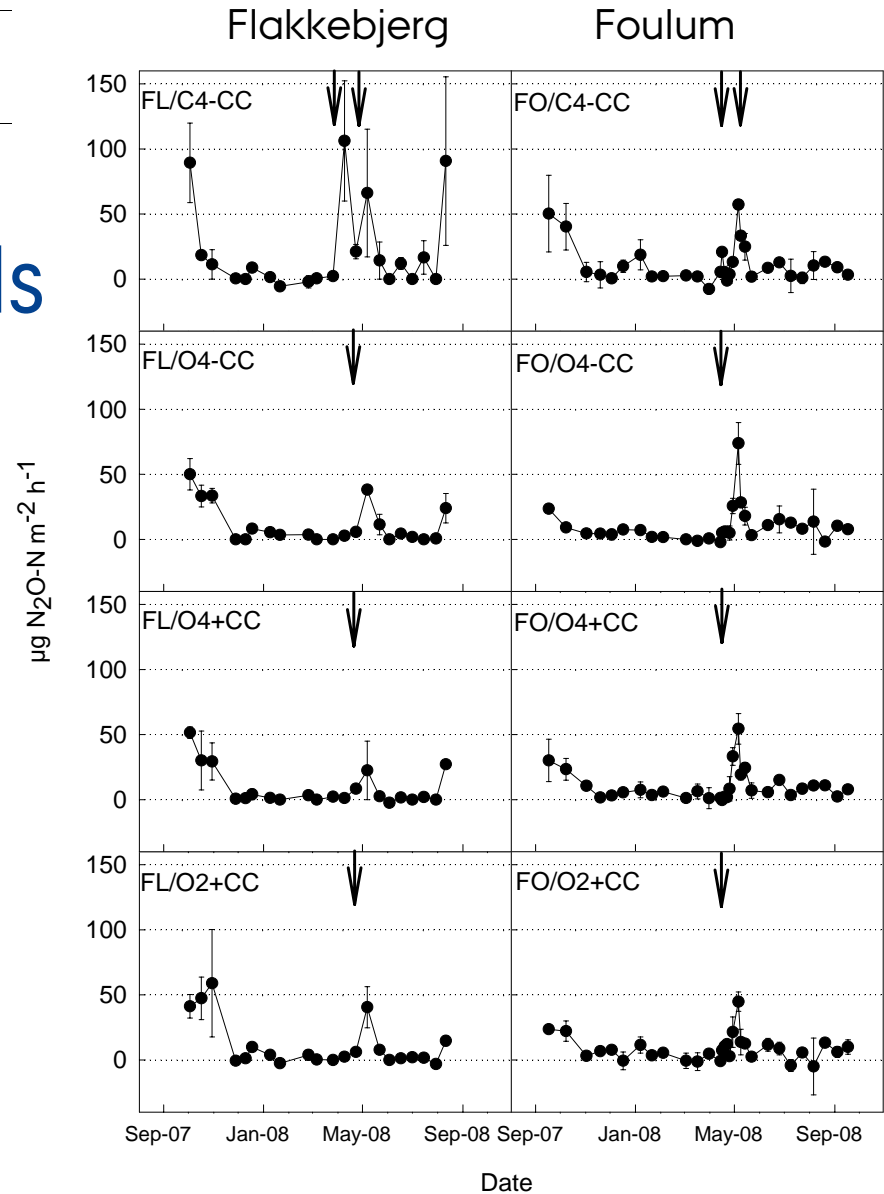 Flakkebjerg Foulum
150 FL/C4-CC FO/C4-CC
100
50
0
150 FL/O4-CC FO/O4-CC
100
50
0
150 FL/O4+CC FO/O4+CC
100
50
0
150 FL/O2+CC FO/O2+CC
100
50
0
µg N2O-N m-2 h-1
Sep-07 Jan-08 May-08 Sep-08 Sep-07 Jan-08 May-08 Sep-08
Date